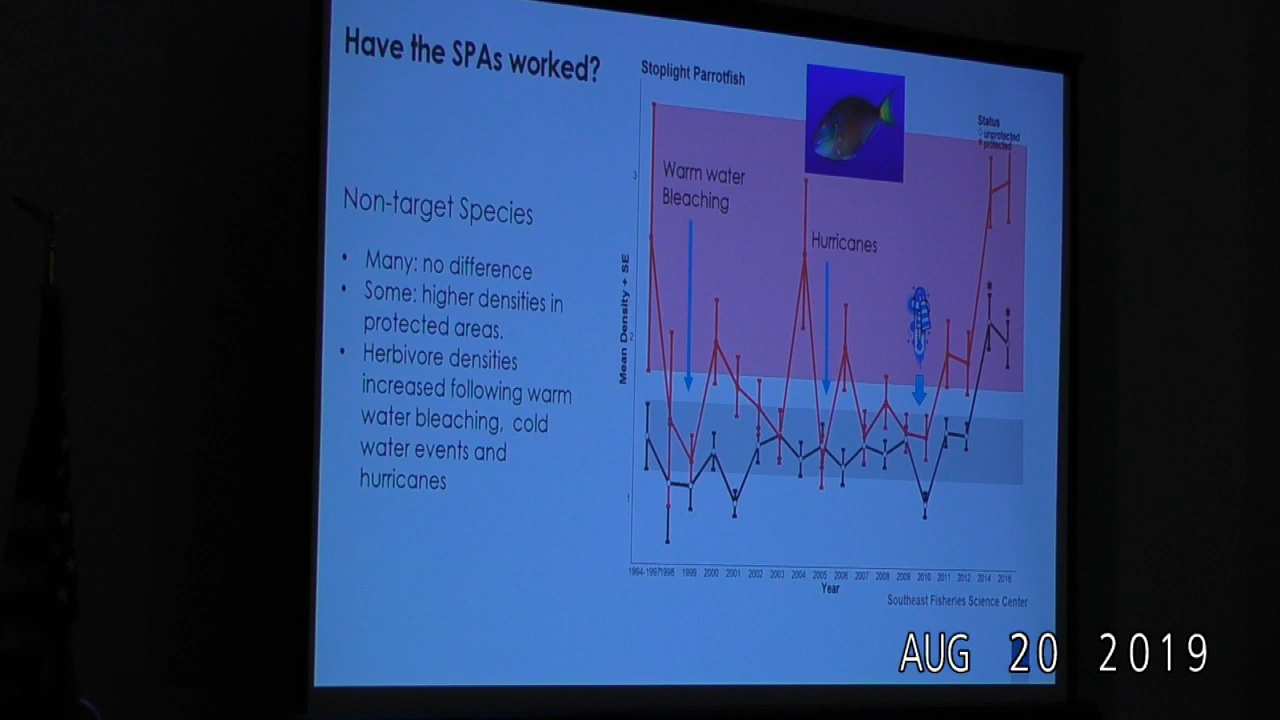 Have the SPAs worked?
Non-target Species
• Many: no difference
• Some: higher densities in
protected areas.
• Herbivore densities
increased following warm
water bleaching, cold
water events and
hurricanes
Stoplight Parrotfish
Status
unprotected
protected
Warm water
Bleaching
Hurricanes
Mean Density + SE
3
2
1
1994-1997 1998 1999 2000 2001 2002 2003 2004 2005 2006 2007 2008 2009 2010 2011 2012 2014 2016
Year
Southeast Fisheries Science Center
AUG 20 2019